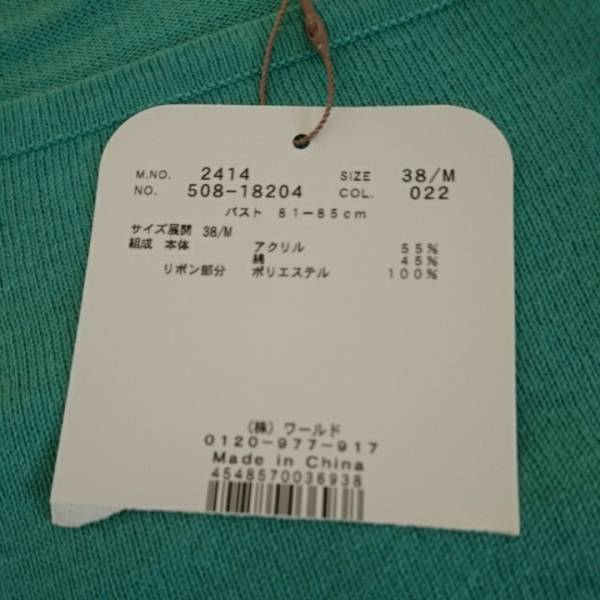 M.NO. 2414 SIZE 38/M
NO. 508-18204 COL. 022
バスト 81-85cm
サイズ展開 38/M
組成 本体 アクリル 55%
綿 45%
リボン部分 ポリエステル 100%
(株) ワールド
0120-977-917
Made in China
4548570036938